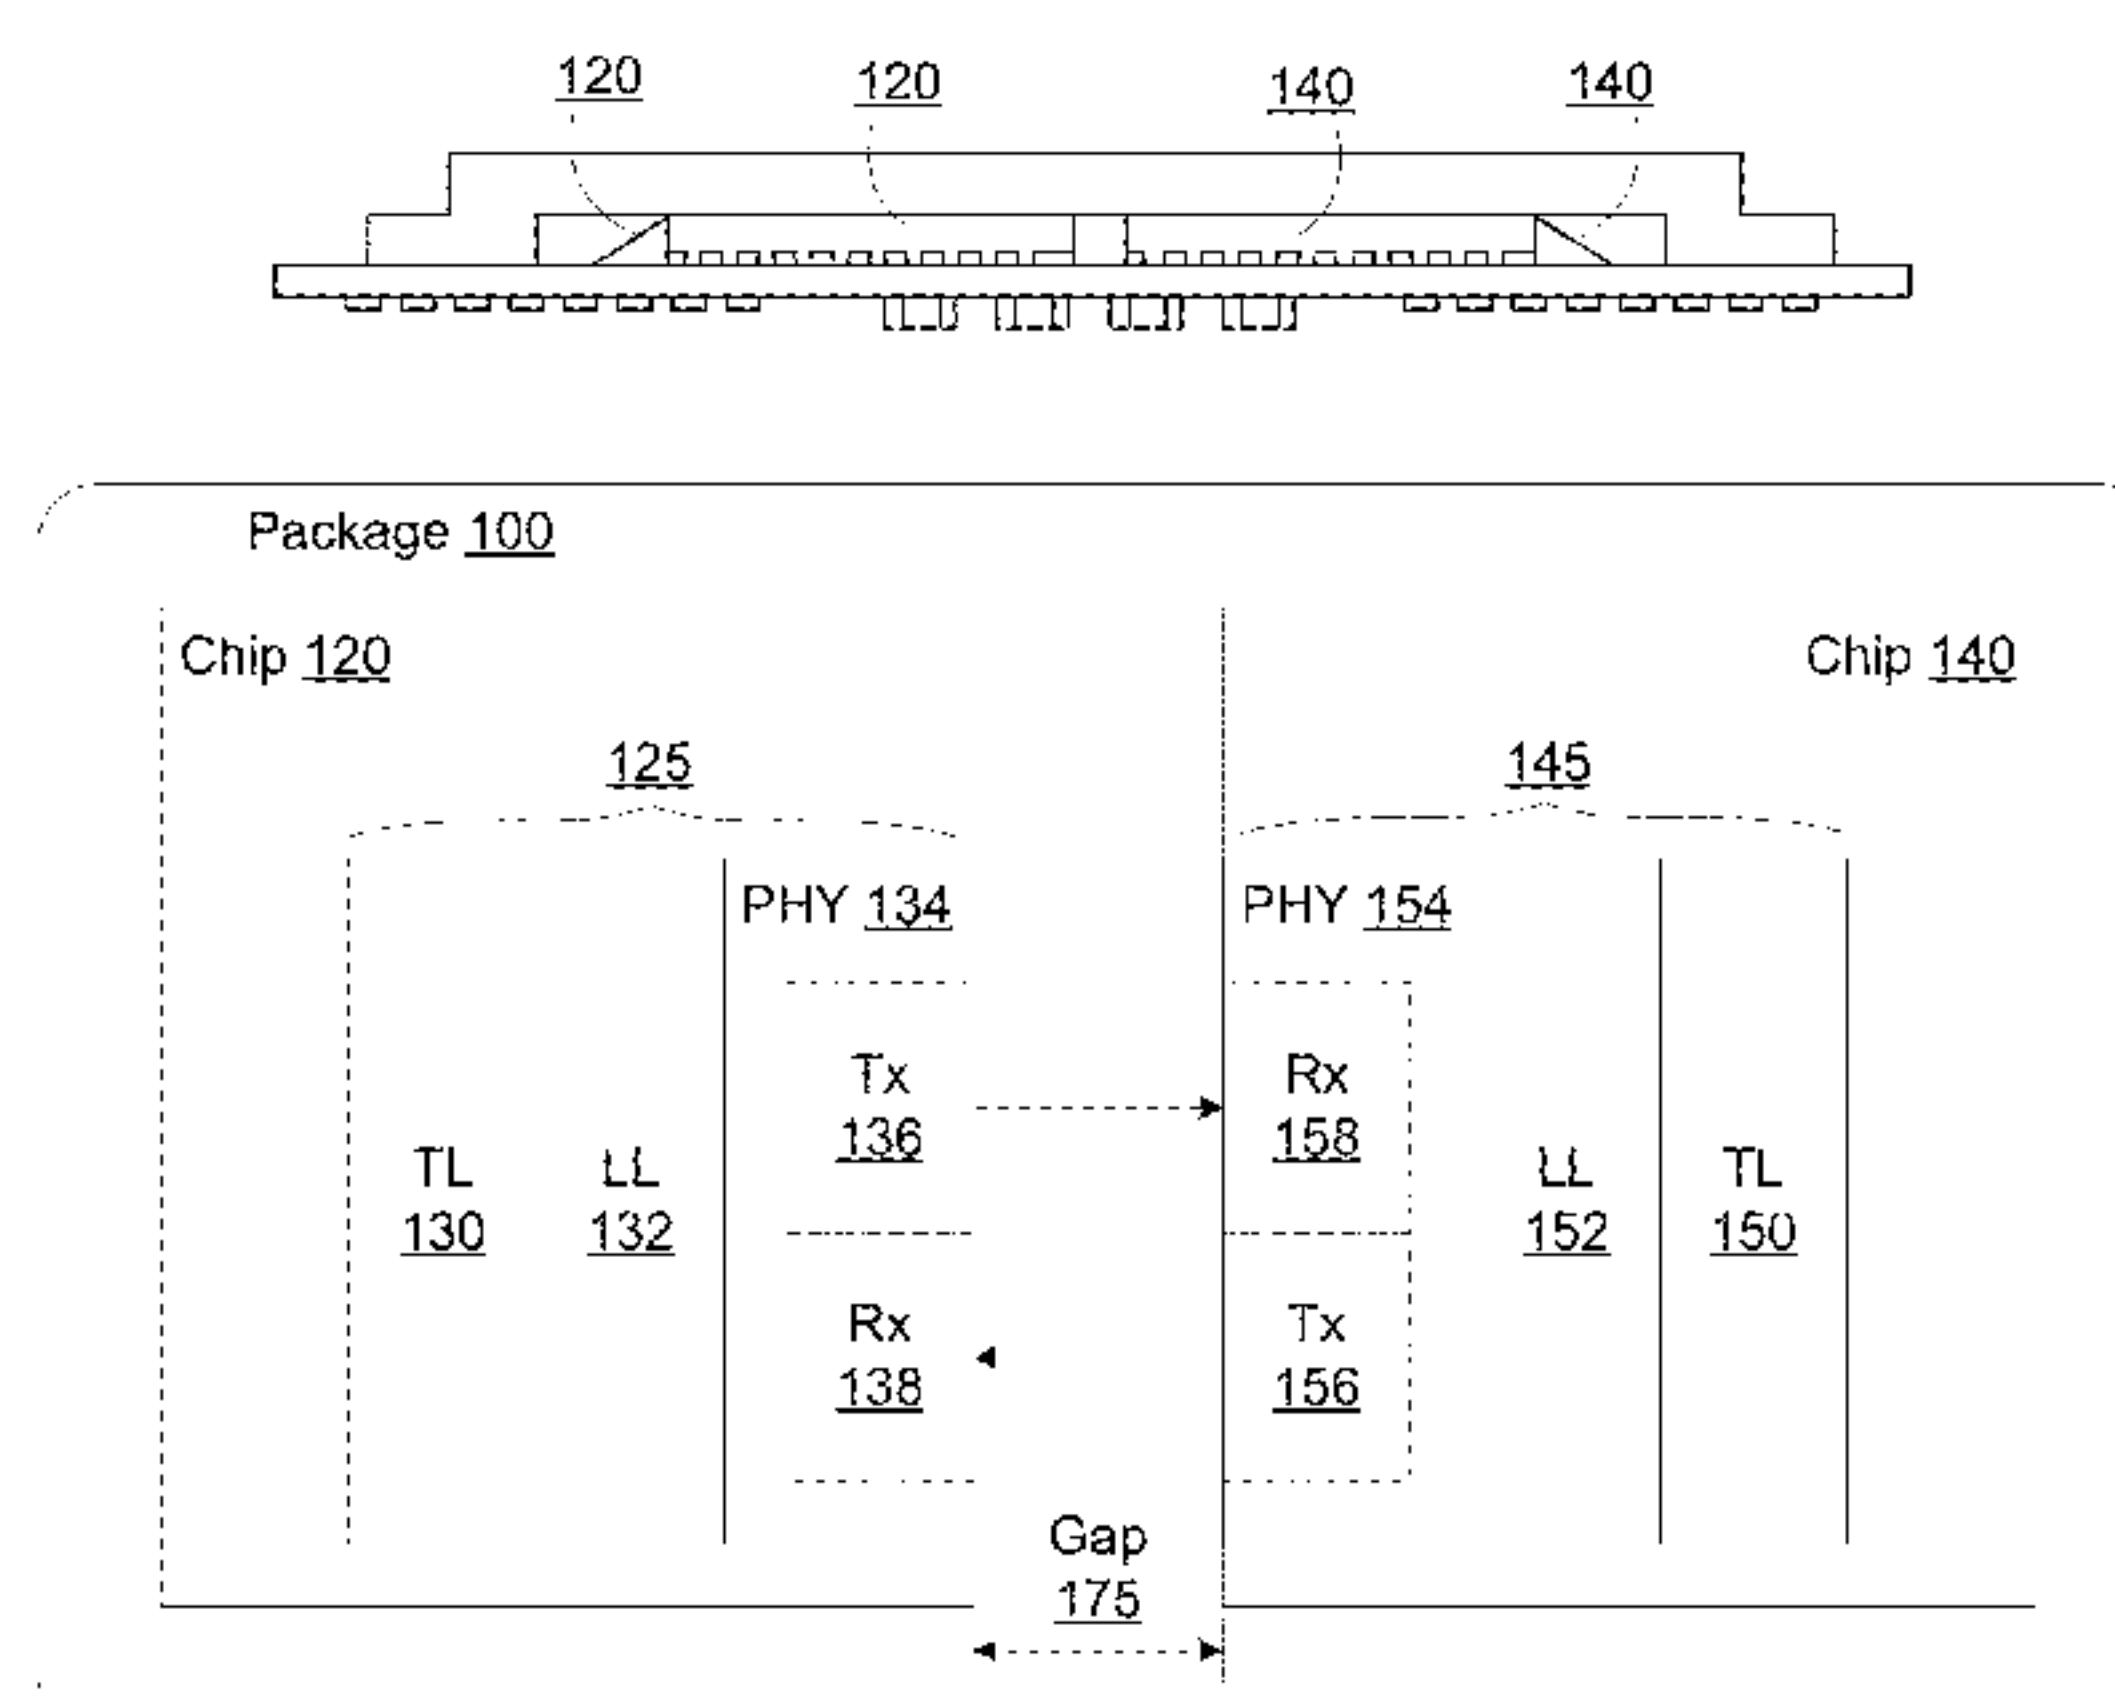 120 120 140 140
Package 100
Chip 120 Chip 140
125 145
PHY 134 PHY 154
Tx Rx
136 158
TL LL LL TL
130 132 152 150
Rx Tx
138 156
Gap
175